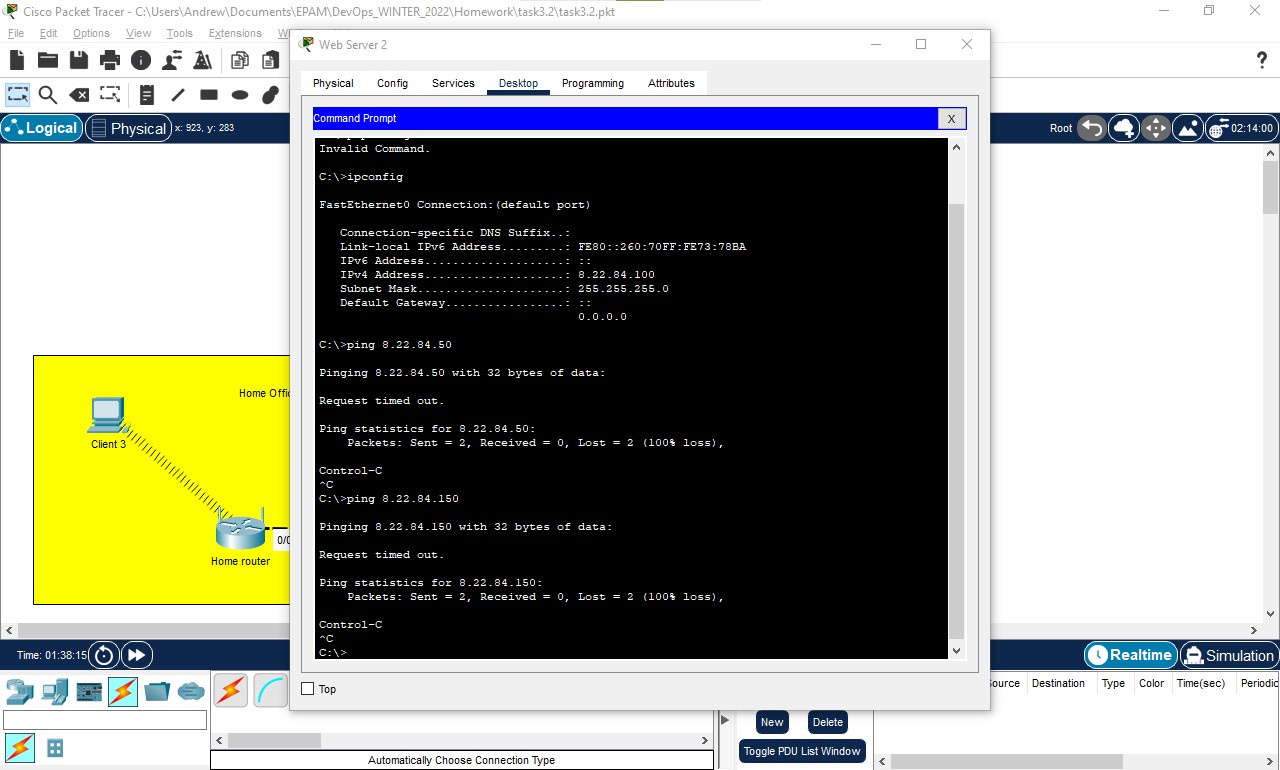 Cisco Packet Tracer - C:\Users\Andrew\Documents\EPAM\DevOps_WINTER_2022\Homework\task3.2\task3.2.pkt
File Edit Options View Tools Extensions
Logical Physical x: 923, y: 283
Root 02:14:00
Web Server 2
Physical Config Services Desktop Programming Attributes
Command Prompt X
Invalid Command.
C:\>ipconfig
FastEthernet0 Connection:(default port)
Connection-specific DNS Suffix..:
Link-local IPv6 Address.........: FE80::260:70FF:FE73:78BA
IPv6 Address....................: ::
IPv4 Address....................: 8.22.84.100
Subnet Mask.....................: 255.255.255.0
Default Gateway.................: ::
0.0.0.0
C:\>ping 8.22.84.50
Pinging 8.22.84.50 with 32 bytes of data:
Request timed out.
Ping statistics for 8.22.84.50:
Packets: Sent = 2, Received = 0, Lost = 2 (100% loss),
Control-C
^C
C:\>ping 8.22.84.150
Pinging 8.22.84.150 with 32 bytes of data:
Request timed out.
Ping statistics for 8.22.84.150:
Packets: Sent = 2, Received = 0, Lost = 2 (100% loss),
Control-C
^C
C:\>
Top
Home Offic
Client 3
0/0
Home router
Time: 01:38:15
Realtime Simulation
ource Destination Type Color Time(sec) Periodic
New Delete
Toggle PDU List Window
Automatically Choose Connection Type